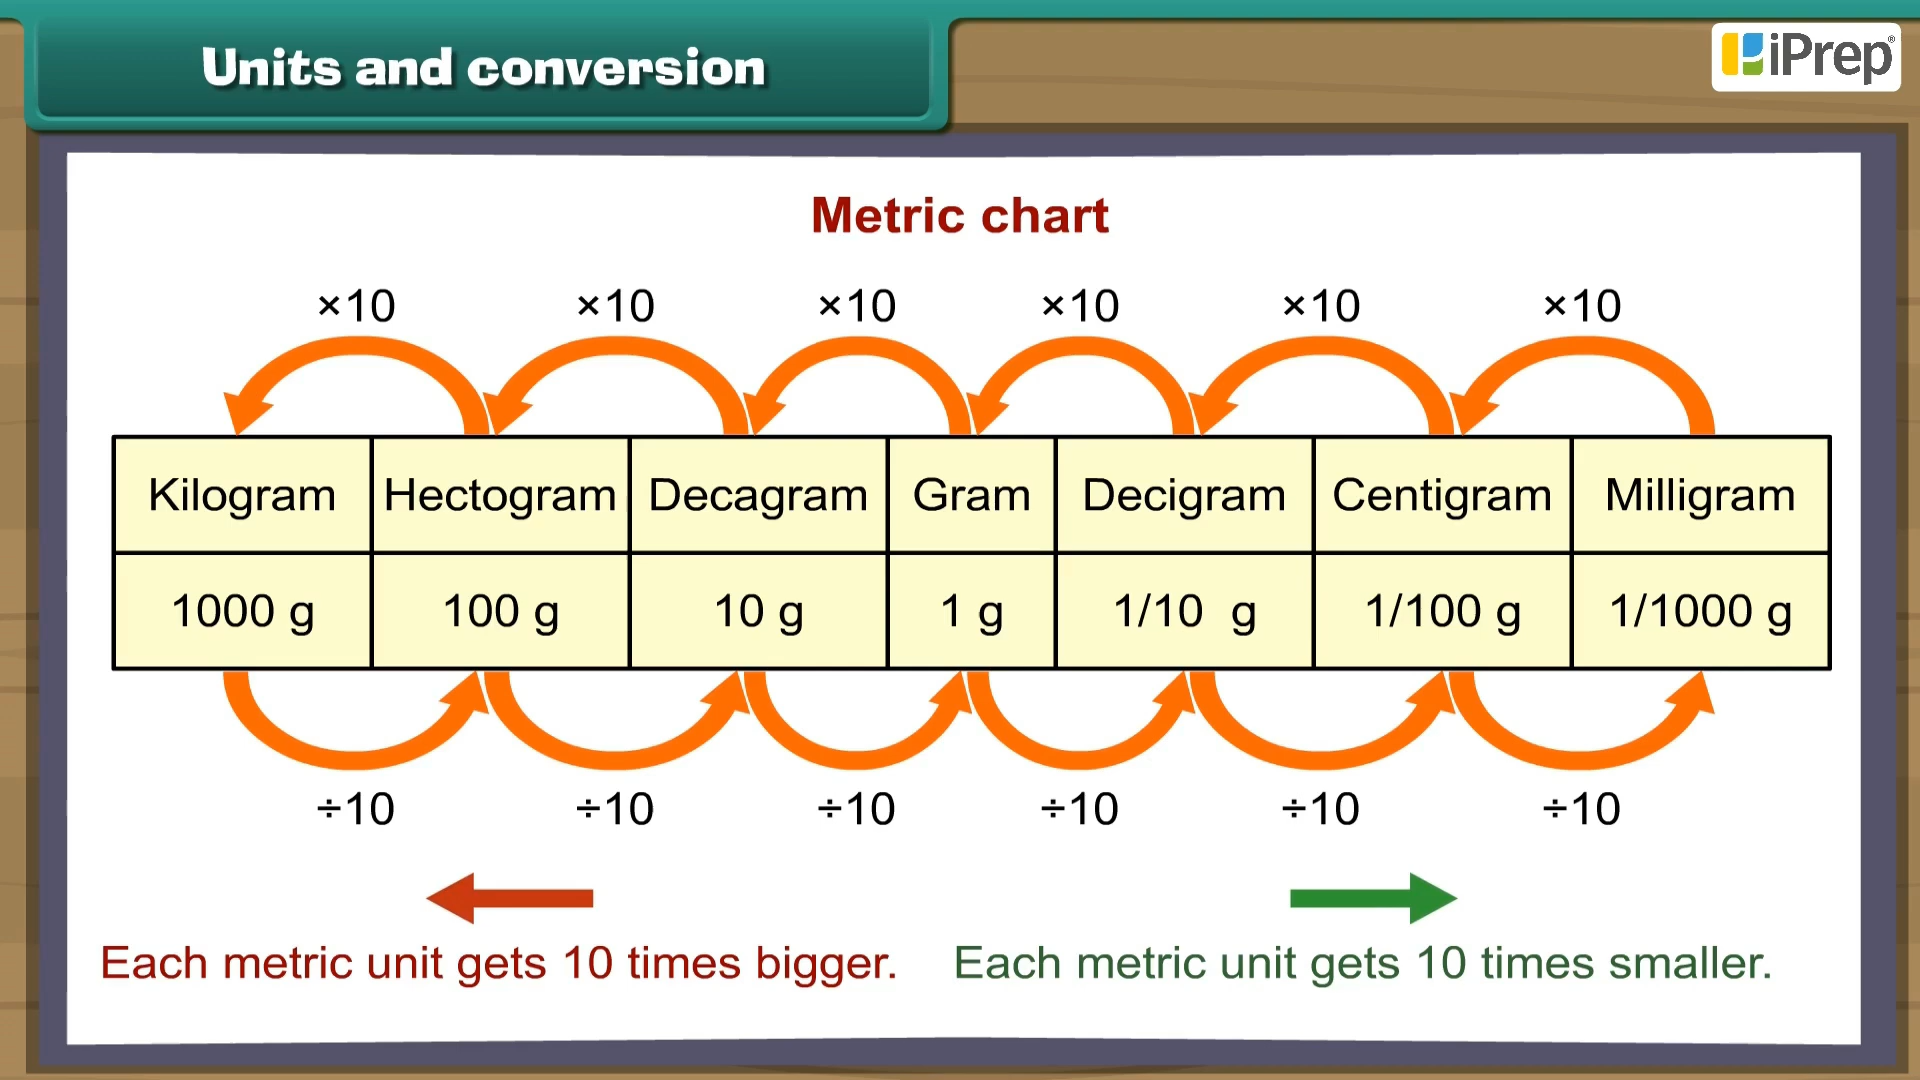 Units and conversion
iPrep®
Metric chart
×10 ×10 ×10 ×10 ×10 ×10
Kilogram Hectogram Decagram Gram Decigram Centigram Milligram
1000 g 100 g 10 g 1 g 1/10 g 1/100 g 1/1000 g
÷10 ÷10 ÷10 ÷10 ÷10 ÷10
Each metric unit gets 10 times bigger. Each metric unit gets 10 times smaller.